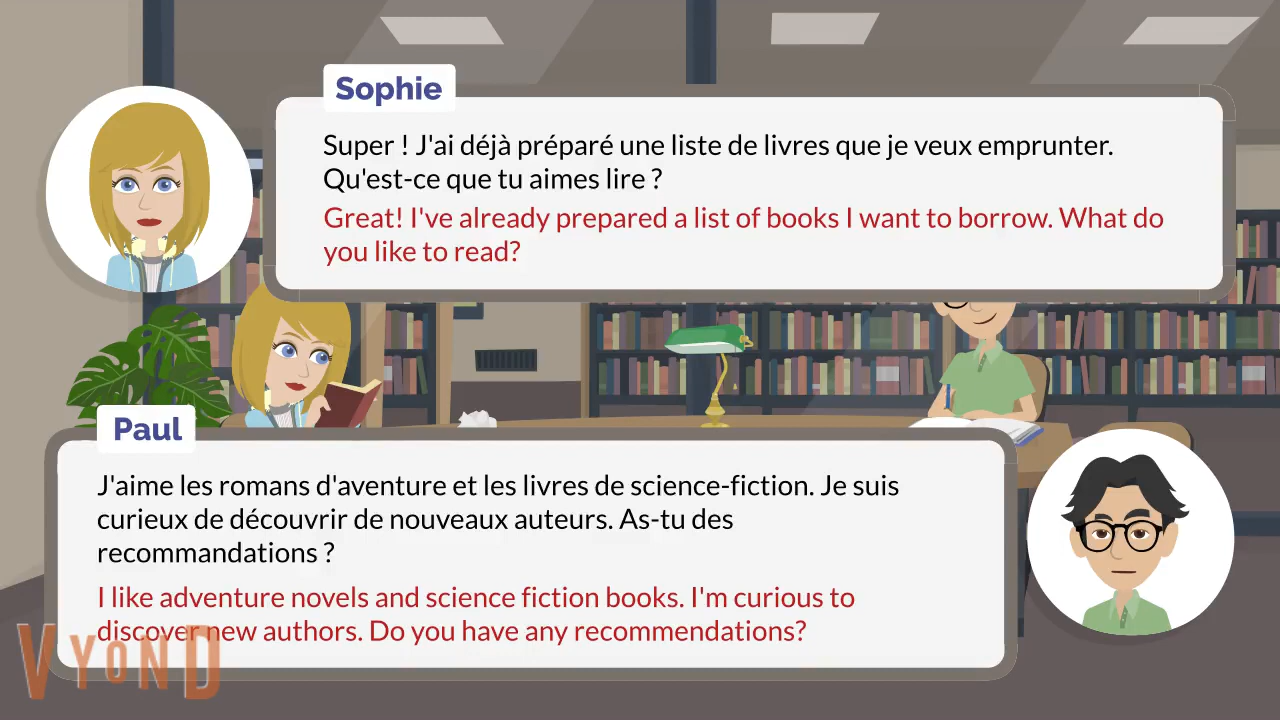 Sophie
Super ! J'ai déjà préparé une liste de livres que je veux emprunter.
Qu'est-ce que tu aimes lire ?
Great! I've already prepared a list of books I want to borrow. What do
you like to read?
Paul
J'aime les romans d'aventure et les livres de science-fiction. Je suis
curieux de découvrir de nouveaux auteurs. As-tu des
recommandations ?
I like adventure novels and science fiction books. I'm curious to
discover new authors. Do you have any recommendations?
VYOND